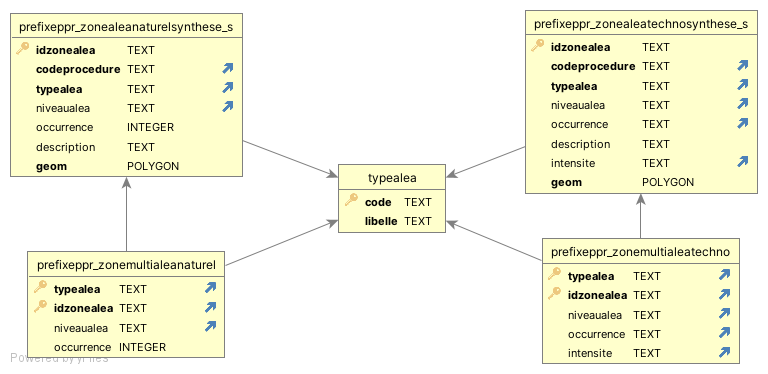 prefixeppr_zonealeanaturelsynthese_s
idzonealea TEXT
codeprocedure TEXT
typealea TEXT
niveaualea TEXT
occurrence INTEGER
description TEXT
geom POLYGON
prefixeppr_zonealeatechnosynthese_s
idzonealea TEXT
codeprocedure TEXT
typealea TEXT
niveaualea TEXT
occurrence TEXT
description TEXT
intensite TEXT
geom POLYGON
typealea
code TEXT
libelle TEXT
prefixeppr_zonemultialeanaturel
typealea TEXT
idzonealea TEXT
niveaualea TEXT
occurrence INTEGER
prefixeppr_zonemultialeatechno
typealea TEXT
idzonealea TEXT
niveaualea TEXT
occurrence TEXT
intensite TEXT
Powered by yFiles